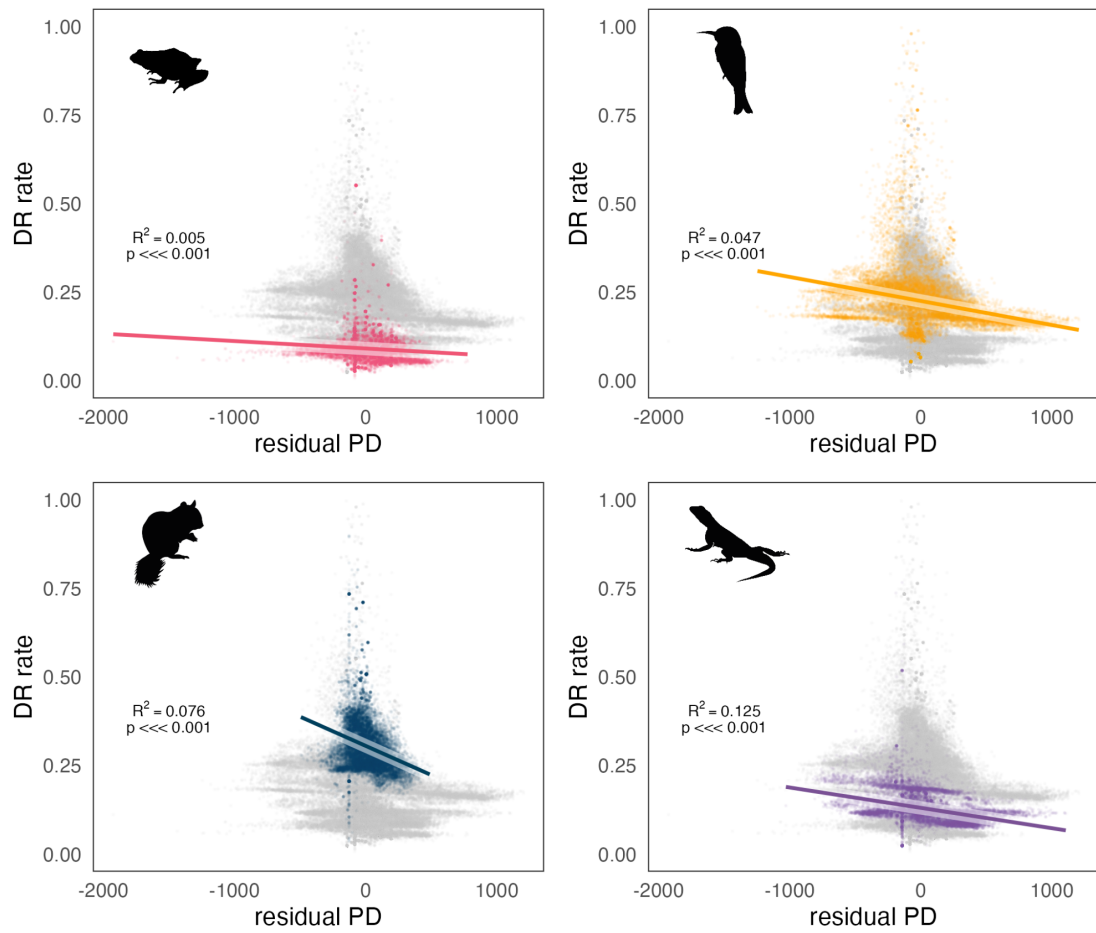 1.00
0.75
0.50
0.25
0.00
DR rate
R² = 0.005
p <<< 0.001
-2000 -1000 0 1000
residual PD
1.00
0.75
0.50
0.25
0.00
DR rate
R² = 0.047
p <<< 0.001
-2000 -1000 0 1000
residual PD
1.00
0.75
0.50
0.25
0.00
DR rate
R² = 0.076
p <<< 0.001
-2000 -1000 0 1000
residual PD
1.00
0.75
0.50
0.25
0.00
DR rate
R² = 0.125
p <<< 0.001
-2000 -1000 0 1000
residual PD